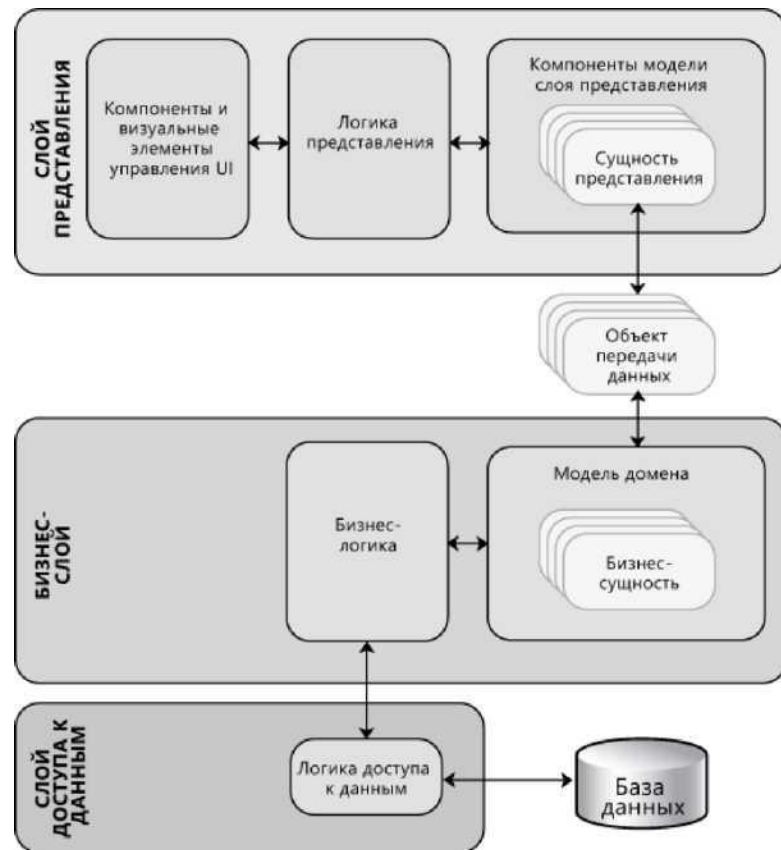 СЛОЙ
ПРЕДСТАВЛЕНИЯ
Компоненты и
визуальные
элементы
управления UI
Логика
представления
Компоненты модели
слоя представления
Сущность
представления
Объект
передачи
данных
БИЗНЕС-
СЛОЙ
Бизнес-
логика
Модель домена
Бизнес-
сущность
СЛОЙ
ДОСТУПА К
ДАННЫМ
Логика доступа
к данным
База
данных